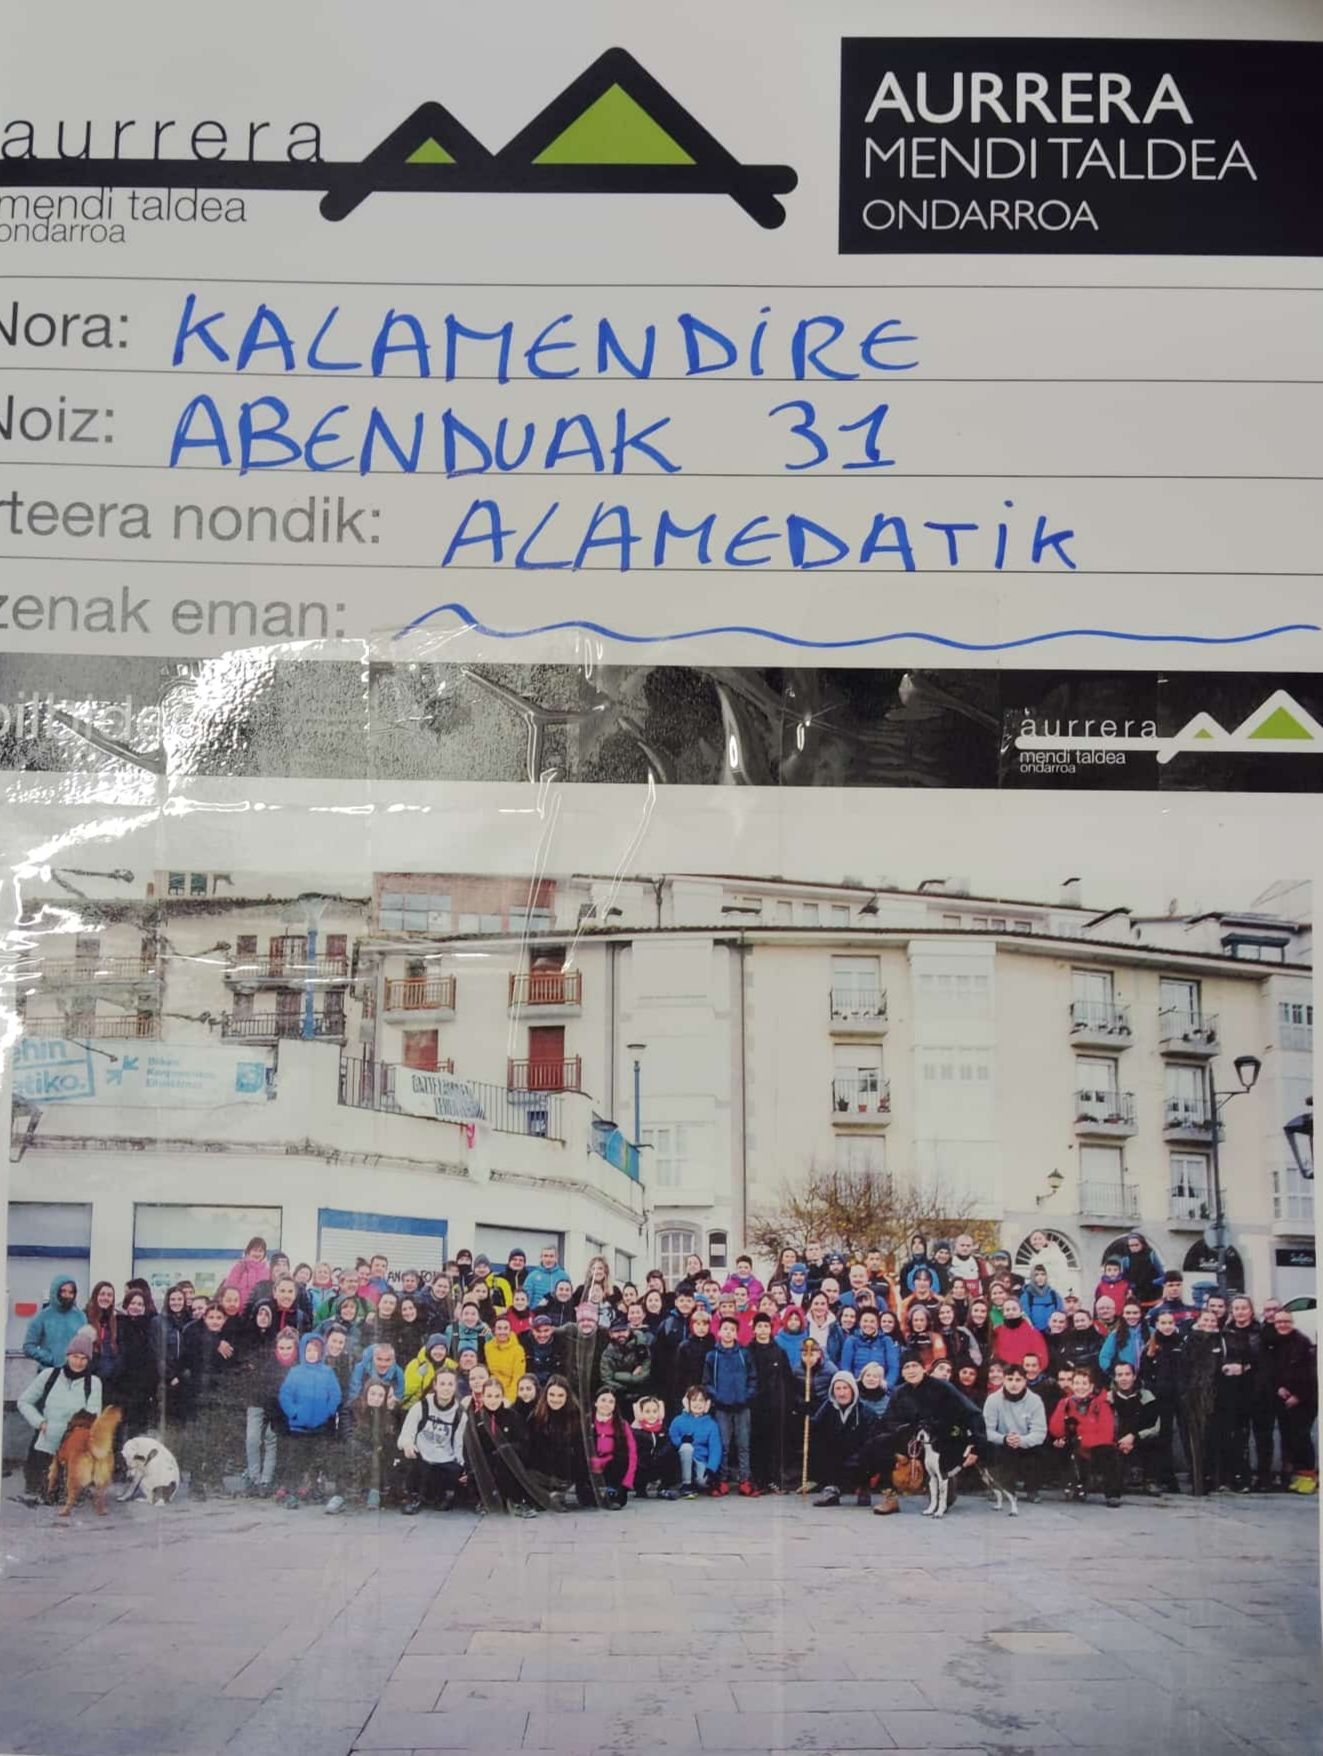 aurrera
mendi taldea
ondarroa
AURRERA
MENDI TALDEA
ONDARROA
Nora: KALAMENDIRE
Noiz: ABENDUAK 31
rteera nondik: ALAMEDATIK
zenak eman:
aurrera
mendi taldea
ondarroa
ehin